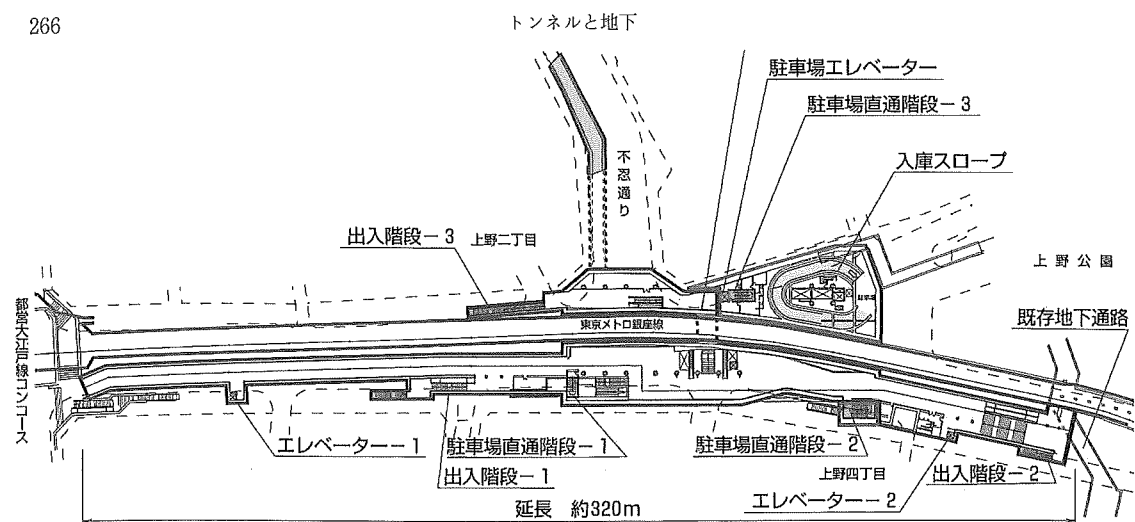 266
トンネルと地下
駐車場エレベーター
駐車場直通階段－3
入庫スロープ
不忍通り
出入階段－3
上野二丁目
上野公園
既存地下通路
都営大江戸線コンコース
東京メトロ銀座線
エレベーター－1
駐車場直通階段－1
出入階段－1
駐車場直通階段－2
上野四丁目
エレベーター－2
出入階段－2
延長 約320m